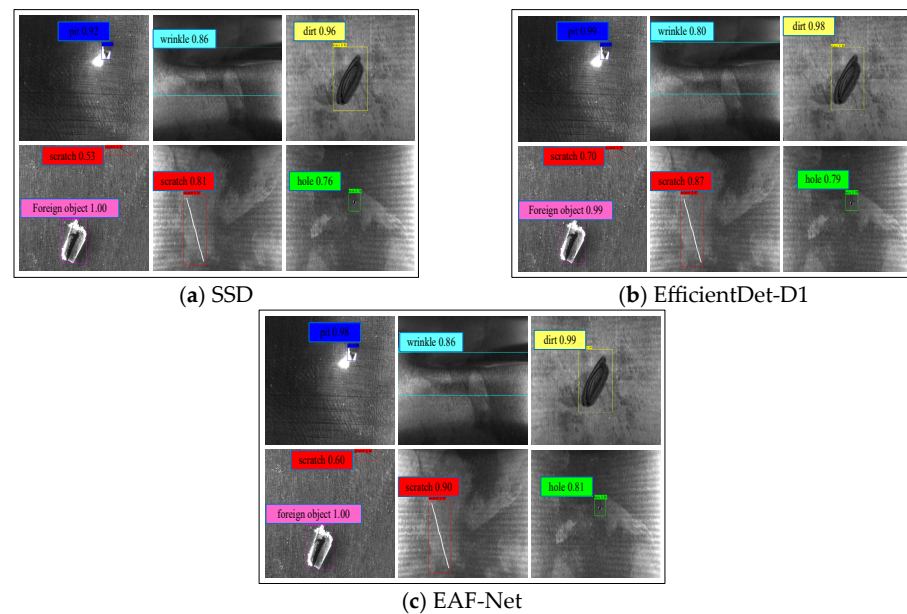 pit 0.92
wrinkle 0.86
dirt 0.96
scratch 0.53
scratch 0.81
hole 0.76
Foreign object 1.00
(a) SSD
pit 0.97
wrinkle 0.80
dirt 0.98
scratch 0.70
scratch 0.87
hole 0.79
Foreign object 0.99
(b) EfficientDet-D1
pit 0.98
wrinkle 0.86
dirt 0.99
scratch 0.60
scratch 0.90
hole 0.81
foreign object 1.00
(c) EAF-Net